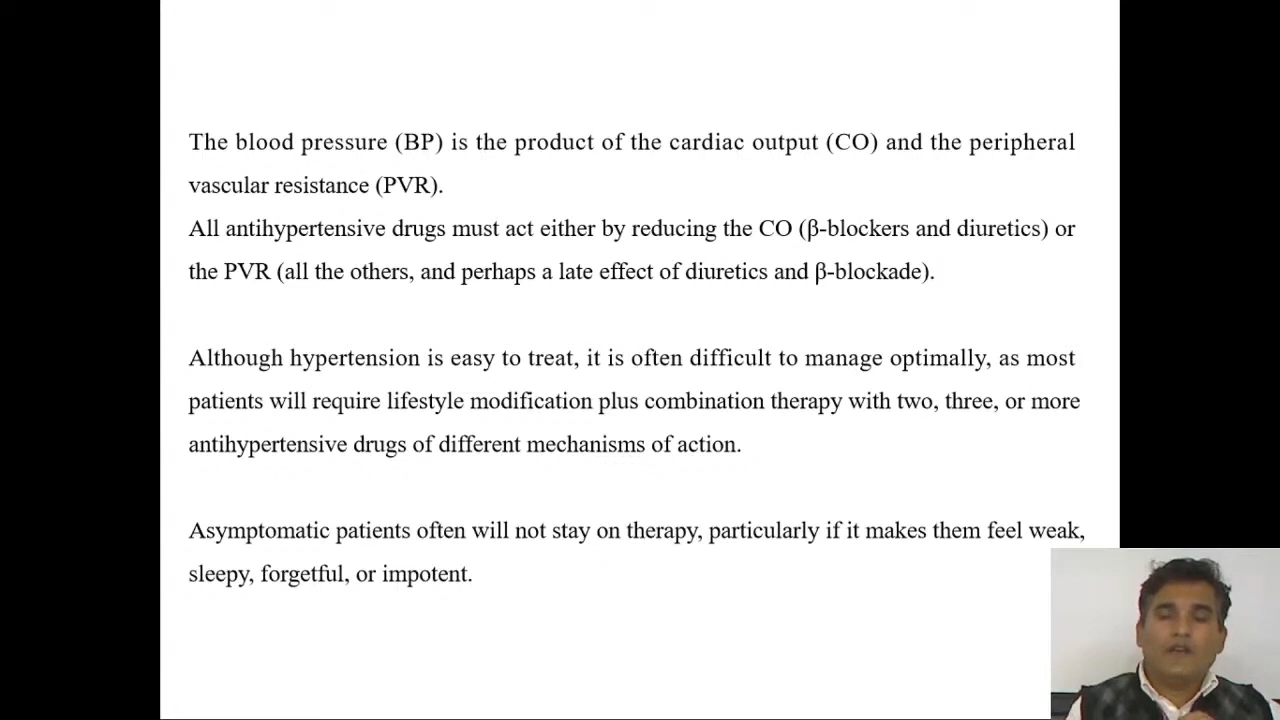 The blood pressure (BP) is the product of the cardiac output (CO) and the peripheral
vascular resistance (PVR).
All antihypertensive drugs must act either by reducing the CO (β-blockers and diuretics) or
the PVR (all the others, and perhaps a late effect of diuretics and β-blockade).
Although hypertension is easy to treat, it is often difficult to manage optimally, as most
patients will require lifestyle modification plus combination therapy with two, three, or more
antihypertensive drugs of different mechanisms of action.
Asymptomatic patients often will not stay on therapy, particularly if it makes them feel weak,
sleepy, forgetful, or impotent.